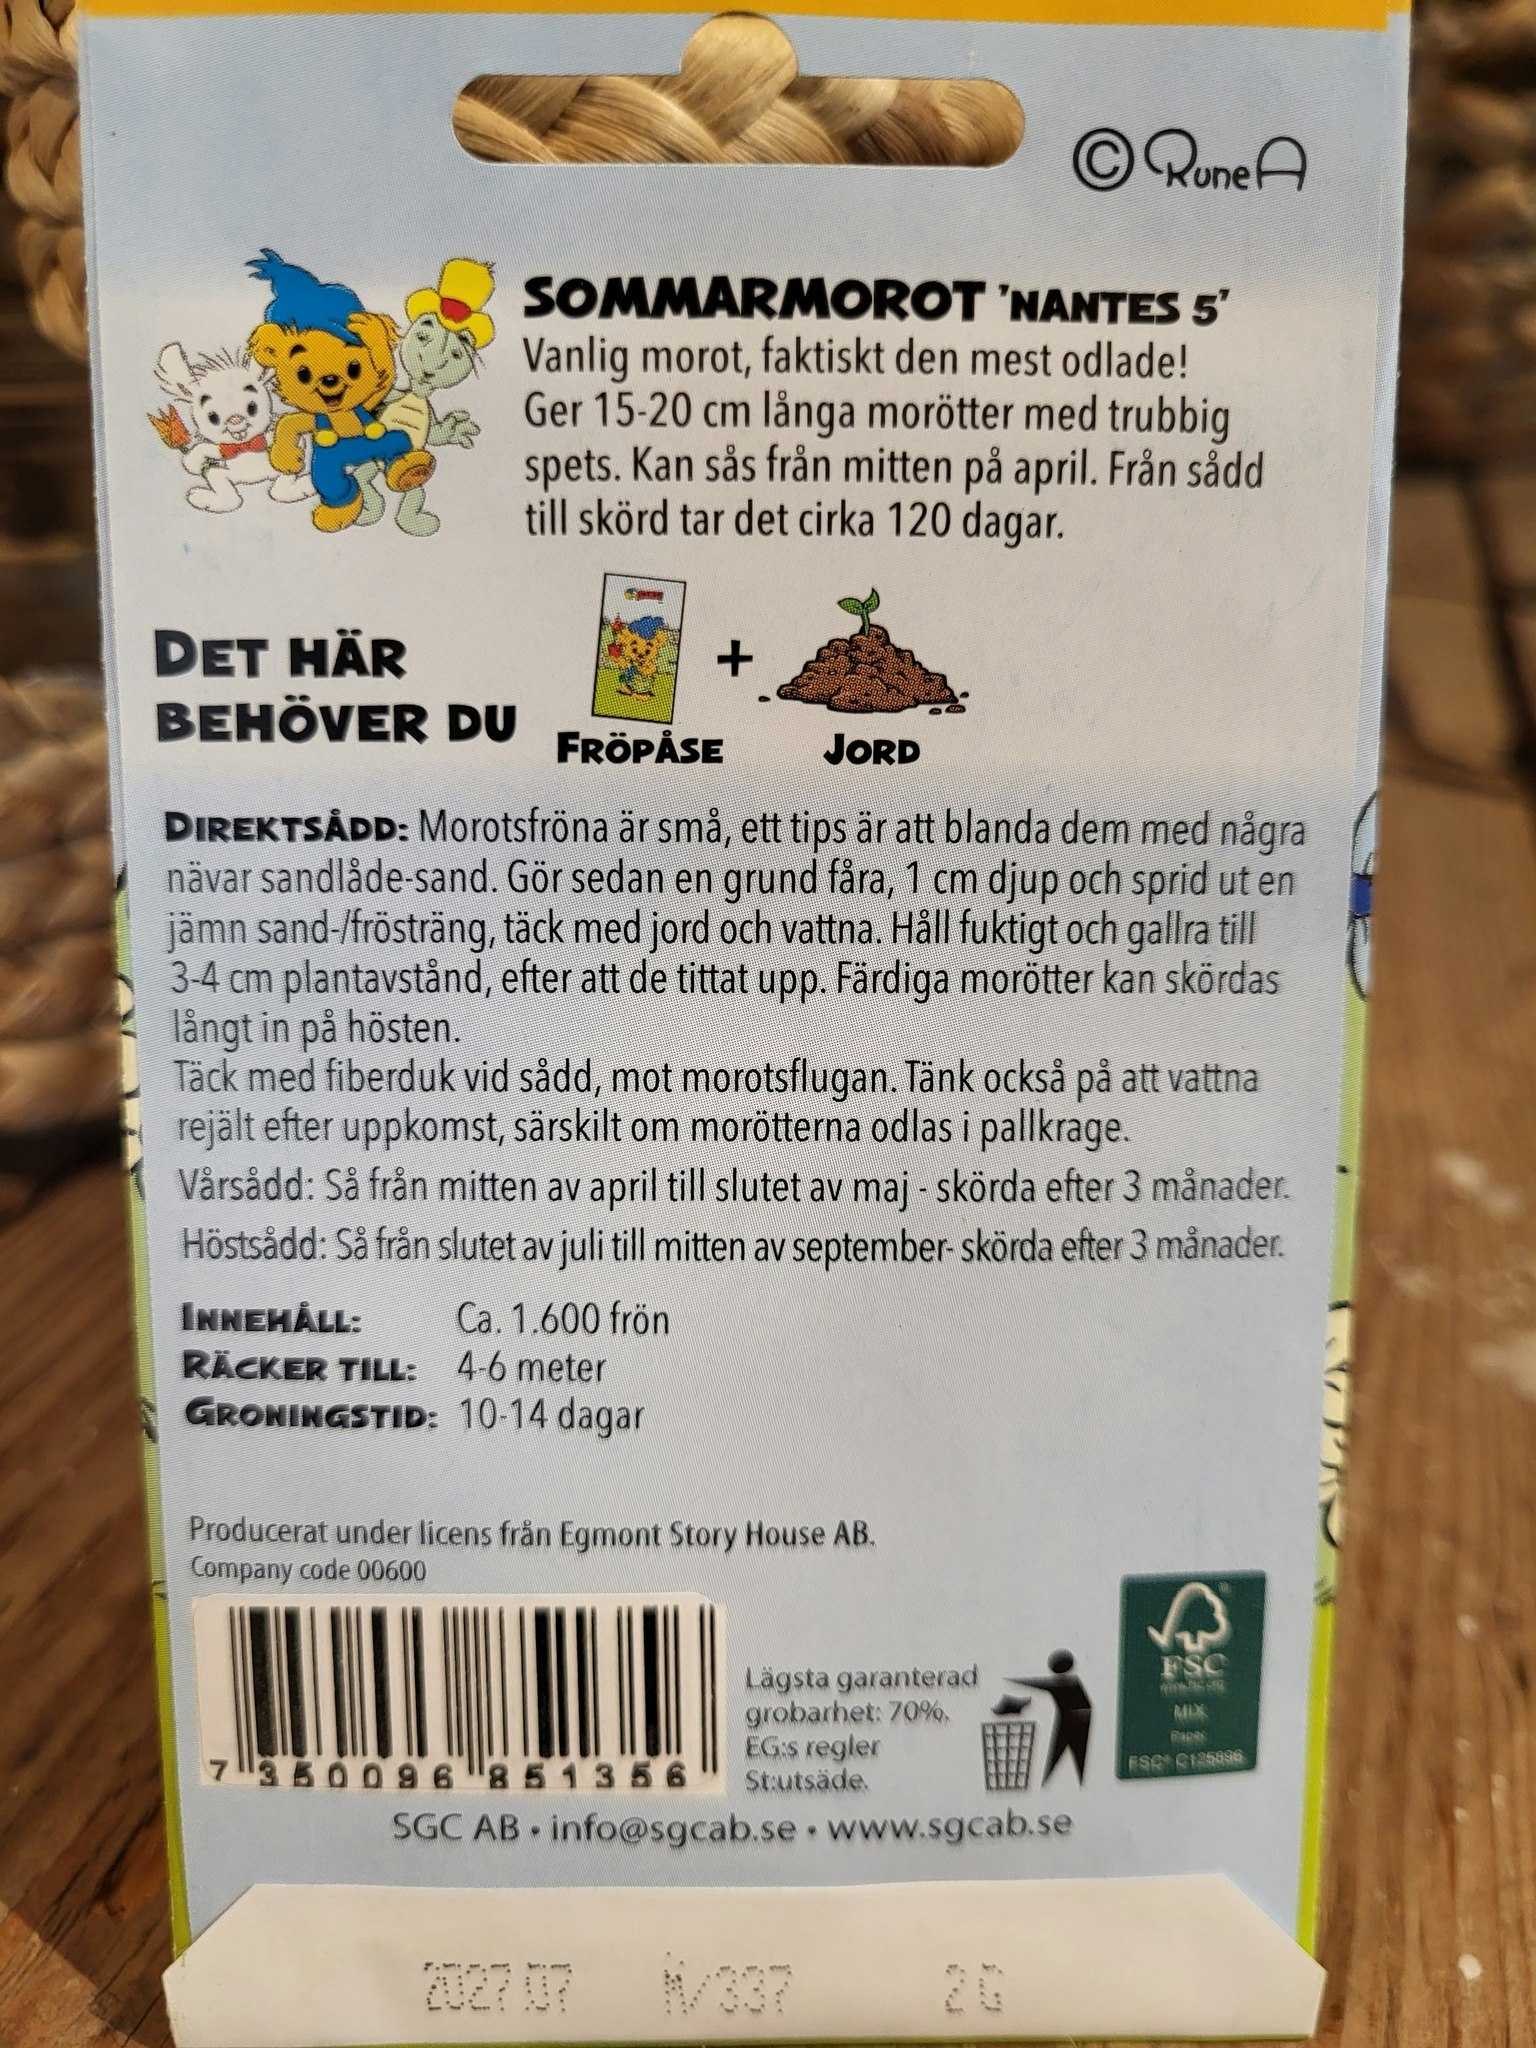 © Rune A
SOMMARMOROT 'NANTES 5'
Vanlig morot, faktiskt den mest odlade!
Ger 15-20 cm långa morötter med trubbig
spets. Kan sås från mitten på april. Från sådd
till skörd tar det cirka 120 dagar.
DET HÄR
BEHÖVER DU
FRÖPÅSE
+
JORD
DIREKTSÅDD: Morotsfröna är små, ett tips är att blanda dem med några
nävar sandlåde-sand. Gör sedan en grund fåra, 1 cm djup och sprid ut en
jämn sand-/frösträng, täck med jord och vattna. Håll fuktigt och gallra till
3-4 cm plantavstånd, efter att de tittat upp. Färdiga morötter kan skördas
långt in på hösten.
Täck med fiberduk vid sådd, mot morotsflugan. Tänk också på att vattna
rejält efter uppkomst, särskilt om morötterna odlas i pallkrage.
Vårsådd: Så från mitten av april till slutet av maj - skörda efter 3 månader.
Höstsådd: Så från slutet av juli till mitten av september- skörda efter 3 månader.
INNEHÅLL: Ca. 1.600 frön
RÄCKER TILL: 4-6 meter
GRONINGSTID: 10-14 dagar
Producerat under licens från Egmont Story House AB.
Company code 00600
7 350096 851356
Lägsta garanterad
grobarhet: 70%.
EG:s regler
St:utsäde.
FSC
MIX
Paper
FSC® C125696
SGC AB • info@sgcab.se • www.sgcab.se
2027.07 N/337 2G